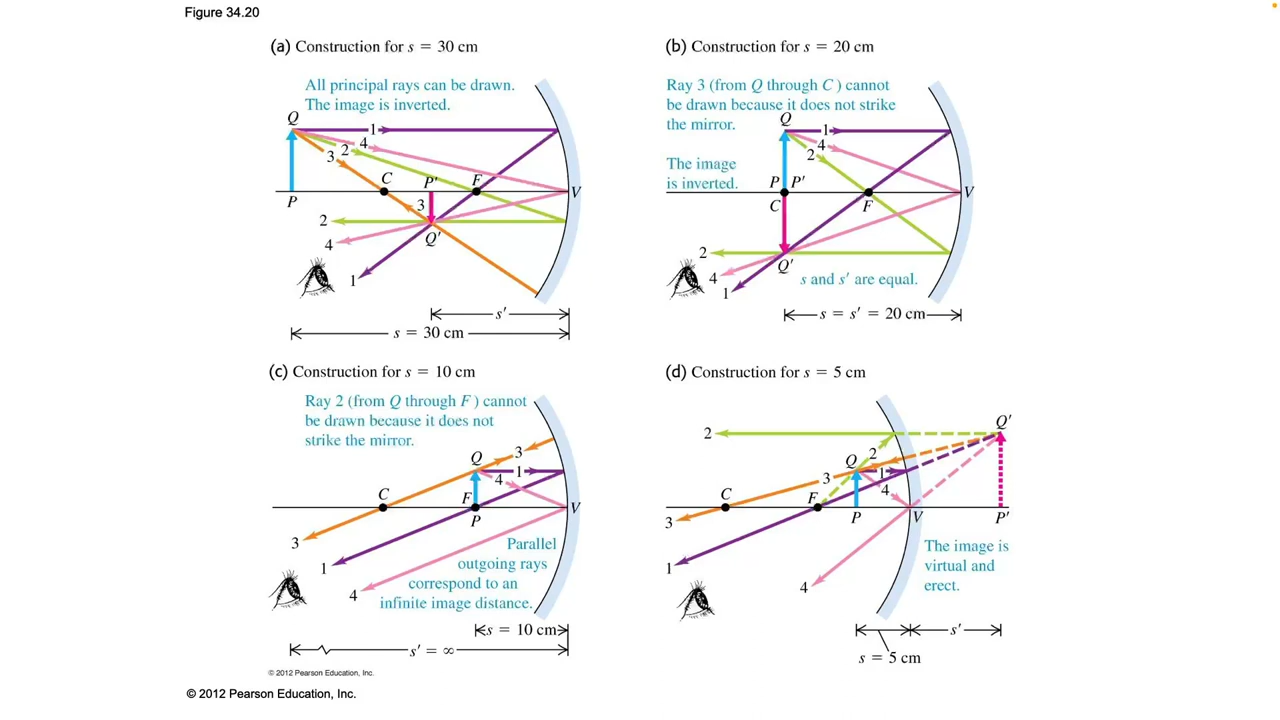 Figure 34.20
(a) Construction for s = 30 cm
All principal rays can be drawn.
The image is inverted.
Q
1
4
2
3
C
P′
F
V
P
3
2
Q′
4
1
s′
s = 30 cm
(b) Construction for s = 20 cm
Ray 3 (from Q through C) cannot
be drawn because it does not strike
the mirror.
Q
1
4
2
The image
is inverted.
P P′
V
C
F
2
Q′
4
1
s and s′ are equal.
s = s′ = 20 cm
(c) Construction for s = 10 cm
Ray 2 (from Q through F) cannot
be drawn because it does not
strike the mirror.
Q
3
1
4
C
F
V
P
3
1
4
Parallel
outgoing rays
correspond to an
infinite image distance.
s = 10 cm
s′ = ∞
(d) Construction for s = 5 cm
2
Q′
Q
2
3
1
4
C
F
P
V
P′
3
1
4
The image is
virtual and
erect.
s′
s = 5 cm
© 2012 Pearson Education, Inc.
© 2012 Pearson Education, Inc.